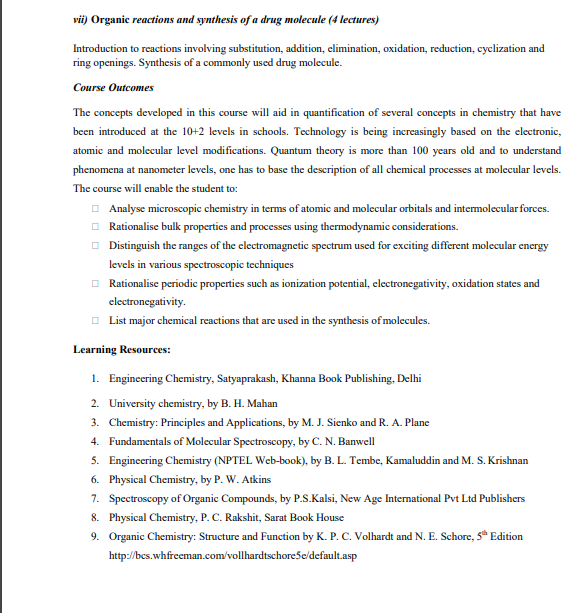 vii) Organic reactions and synthesis of a drug molecule (4 lectures)
Introduction to reactions involving substitution, addition, elimination, oxidation, reduction, cyclization and
ring openings. Synthesis of a commonly used drug molecule.
Course Outcomes
The concepts developed in this course will aid in quantification of several concepts in chemistry that have
been introduced at the 10+2 levels in schools. Technology is being increasingly based on the electronic,
atomic and molecular level modifications. Quantum theory is more than 100 years old and to understand
phenomena at nanometer levels, one has to base the description of all chemical processes at molecular levels.
The course will enable the student to:
□ Analyse microscopic chemistry in terms of atomic and molecular orbitals and intermolecular forces.
□ Rationalise bulk properties and processes using thermodynamic considerations.
□ Distinguish the ranges of the electromagnetic spectrum used for exciting different molecular energy
levels in various spectroscopic techniques
□ Rationalise periodic properties such as ionization potential, electronegativity, oxidation states and
electronegativity.
□ List major chemical reactions that are used in the synthesis of molecules.
Learning Resources:
1. Engineering Chemistry, Satyaprakash, Khanna Book Publishing, Delhi
2. University chemistry, by B. H. Mahan
3. Chemistry: Principles and Applications, by M. J. Sienko and R. A. Plane
4. Fundamentals of Molecular Spectroscopy, by C. N. Banwell
5. Engineering Chemistry (NPTEL Web-book), by B. L. Tembe, Kamaluddin and M. S. Krishnan
6. Physical Chemistry, by P. W. Atkins
7. Spectroscopy of Organic Compounds, by P.S.Kalsi, New Age International Pvt Ltd Publishers
8. Physical Chemistry, P. C. Rakshit, Sarat Book House
9. Organic Chemistry: Structure and Function by K. P. C. Volhardt and N. E. Schore, 5th Edition
http://bcs.whfreeman.com/vollhardtschore5e/default.asp